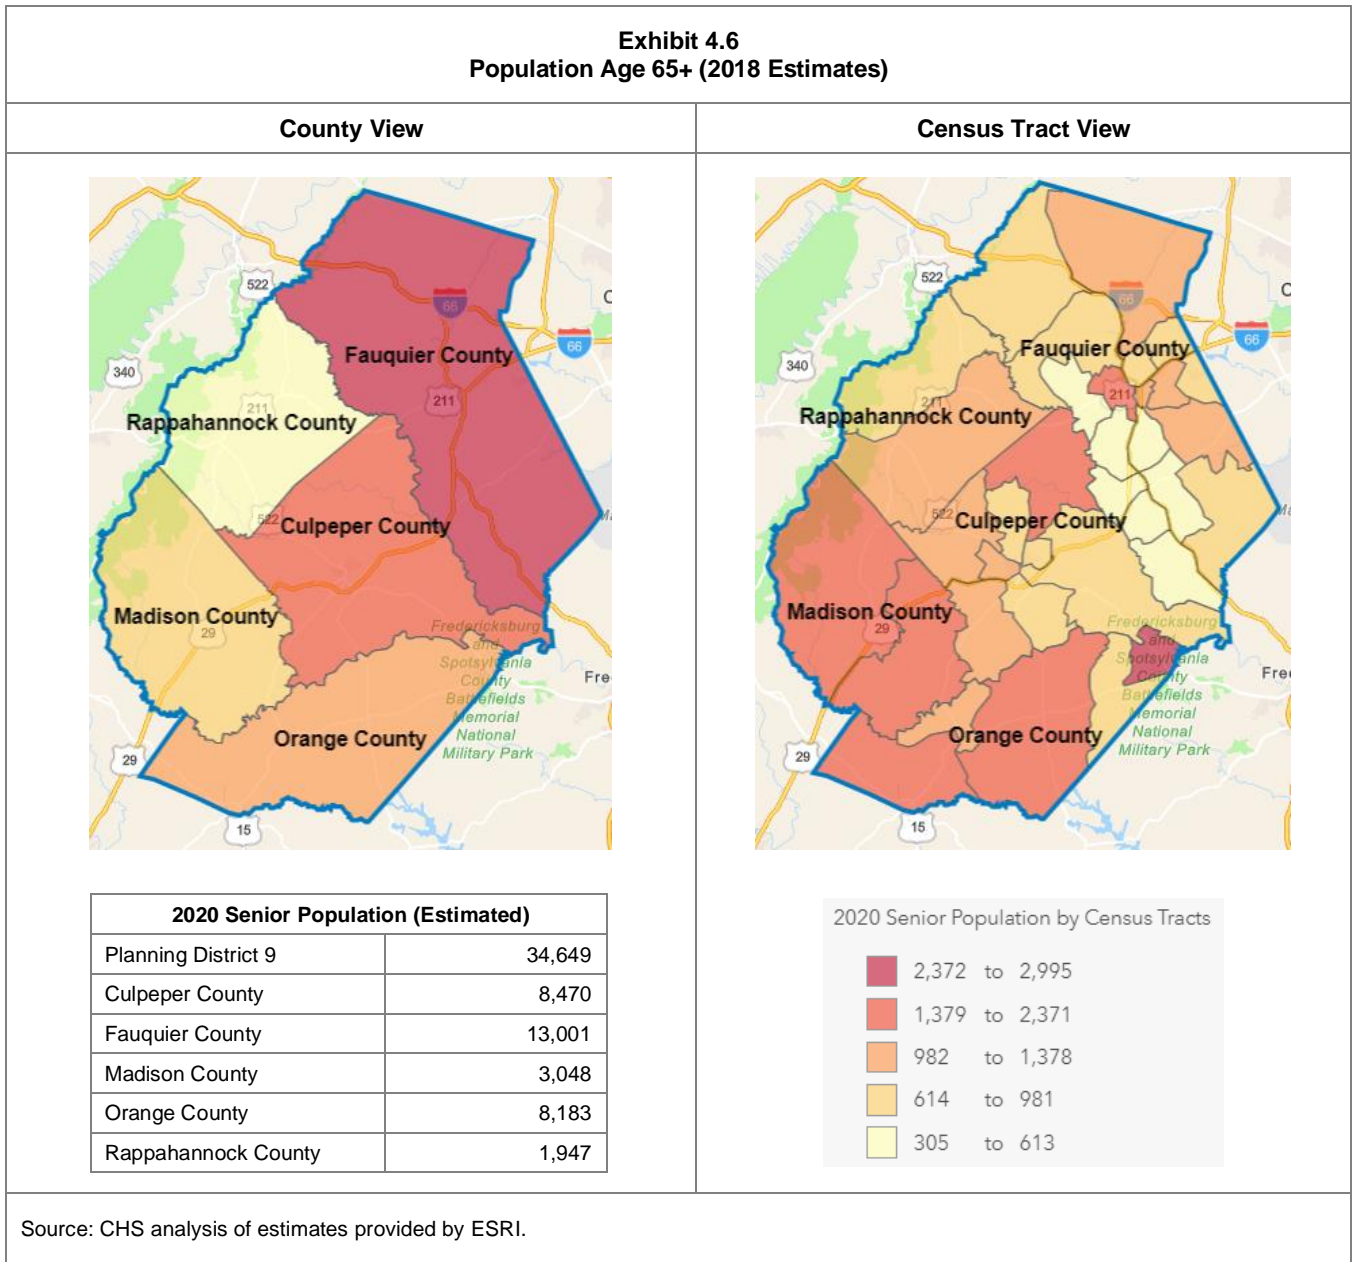 Exhibit 4.6
Population Age 65+ (2018 Estimates)
County View
Census Tract View
522
66
66
Fauquier County
340
211
211
Rappahannock County
522
Culpeper County
Madison County
29
Fredericksburg
and
Spotsylvania
County
Battlefields
Memorial
National
Military Park
Fre
Orange County
29
15
522
66
66
Fauquier County
340
211
211
Rappahannock County
522
Culpeper County
Madison County
29
Fredericksburg
and
Spotsylvania
County
Battlefields
Memorial
National
Military Park
Fre
Orange County
29
15
2020 Senior Population (Estimated)
Planning District 9 34,649
Culpeper County 8,470
Fauquier County 13,001
Madison County 3,048
Orange County 8,183
Rappahannock County 1,947
2020 Senior Population by Census Tracts
2,372 to 2,995
1,379 to 2,371
982 to 1,378
614 to 981
305 to 613
Source: CHS analysis of estimates provided by ESRI.